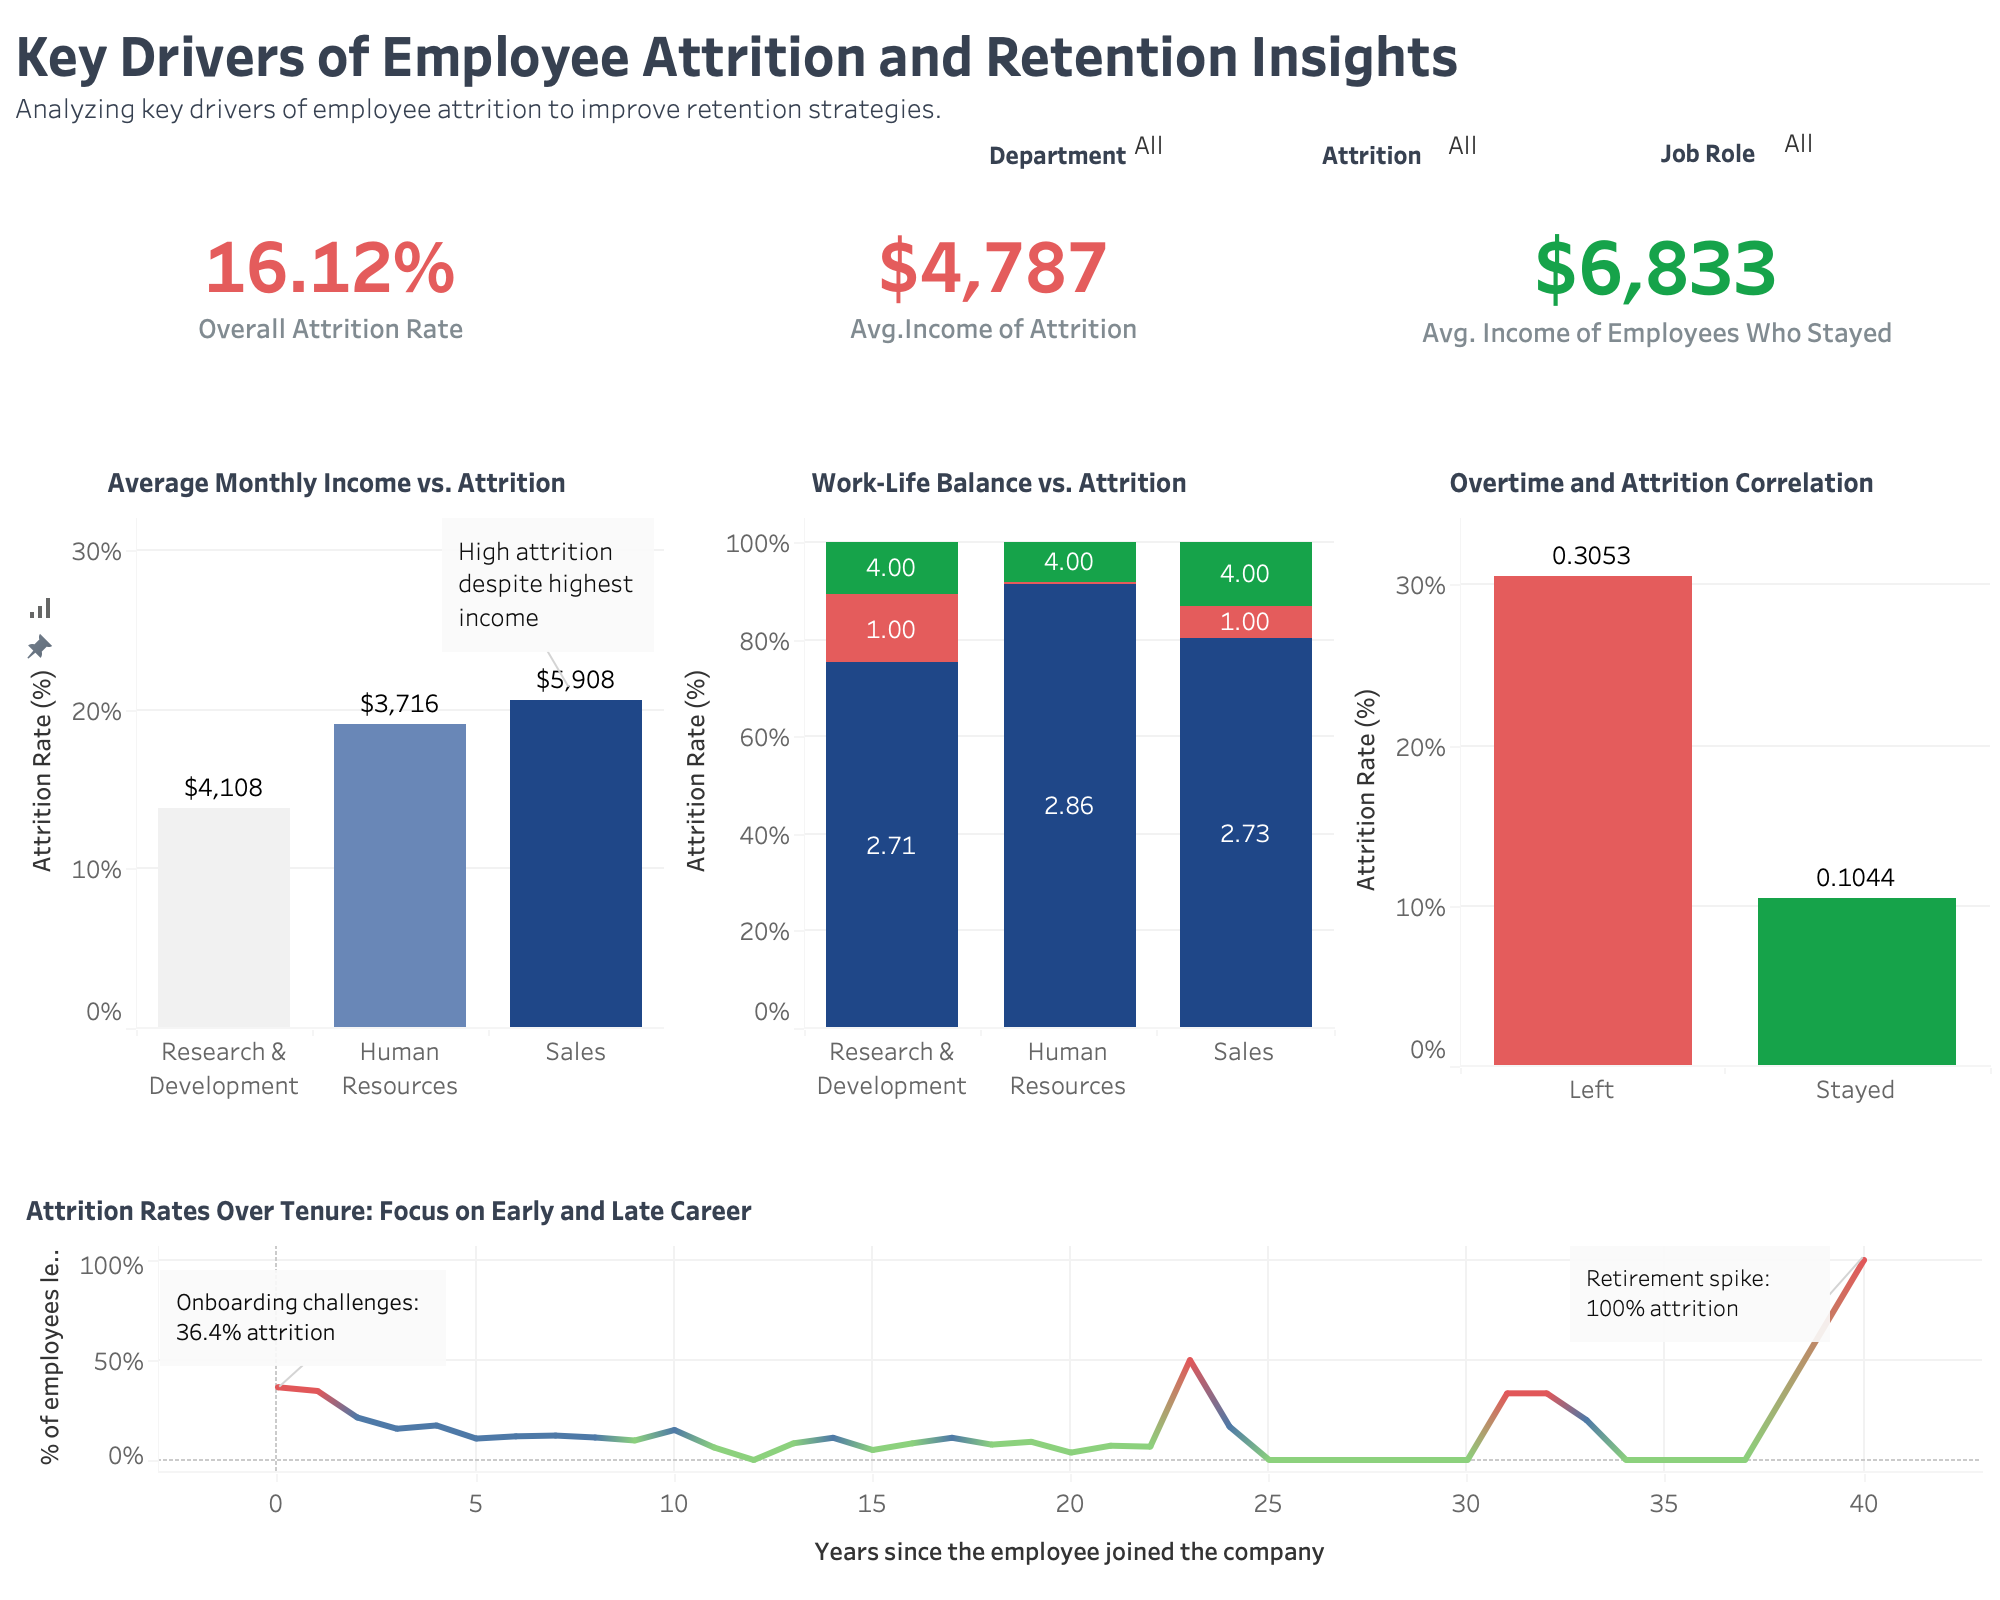 Key Drivers of Employee Attrition and Retention Insights
Analyzing key drivers of employee attrition to improve retention strategies.
Department All
Attrition All
Job Role All
16.12%
Overall Attrition Rate
$4,787
Avg.Income of Attrition
$6,833
Avg. Income of Employees Who Stayed
Average Monthly Income vs. Attrition
Attrition Rate (%)
30%
20%
10%
0%
High attrition
despite highest
income
$4,108
$3,716
$5,908
Research &
Development
Human
Resources
Sales
Work-Life Balance vs. Attrition
Attrition Rate (%)
100%
80%
60%
40%
20%
0%
4.00
1.00
2.71
4.00
2.86
4.00
1.00
2.73
Research &
Development
Human
Resources
Sales
Overtime and Attrition Correlation
Attrition Rate (%)
30%
20%
10%
0%
0.3053
0.1044
Left
Stayed
Attrition Rates Over Tenure: Focus on Early and Late Career
% of employees le..
100%
50%
0%
Onboarding challenges:
36.4% attrition
Retirement spike:
100% attrition
0
5
10
15
20
25
30
35
40
Years since the employee joined the company